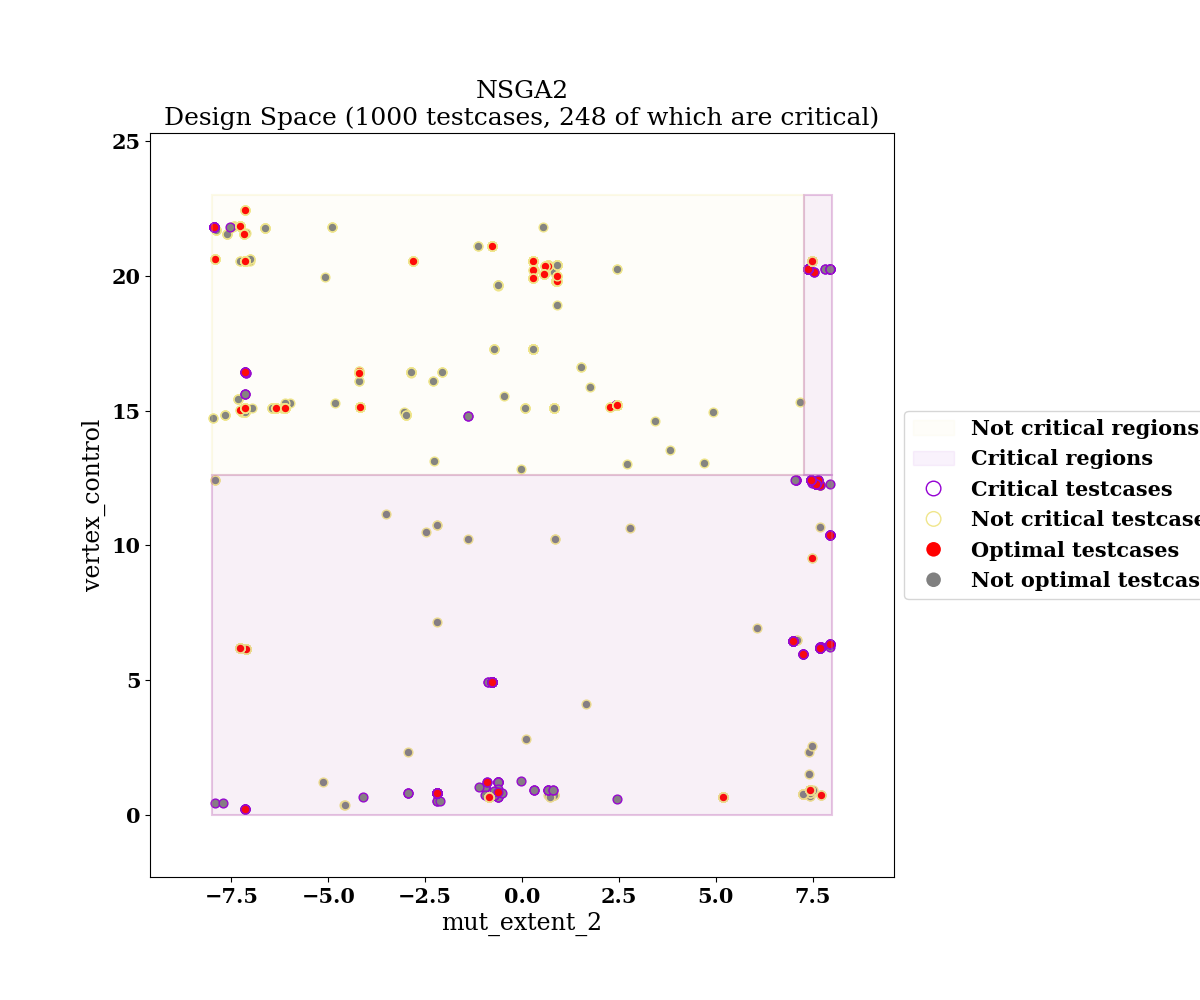 NSGA2
Design Space (1000 testcases, 248 of which are critical)
25
20
15
10
5
0
vertex_control
−7.5 −5.0 −2.5 0.0 2.5 5.0 7.5
mut_extent_2
Not critical regions
Critical regions
Critical testcases
Not critical testcase
Optimal testcases
Not optimal testcas